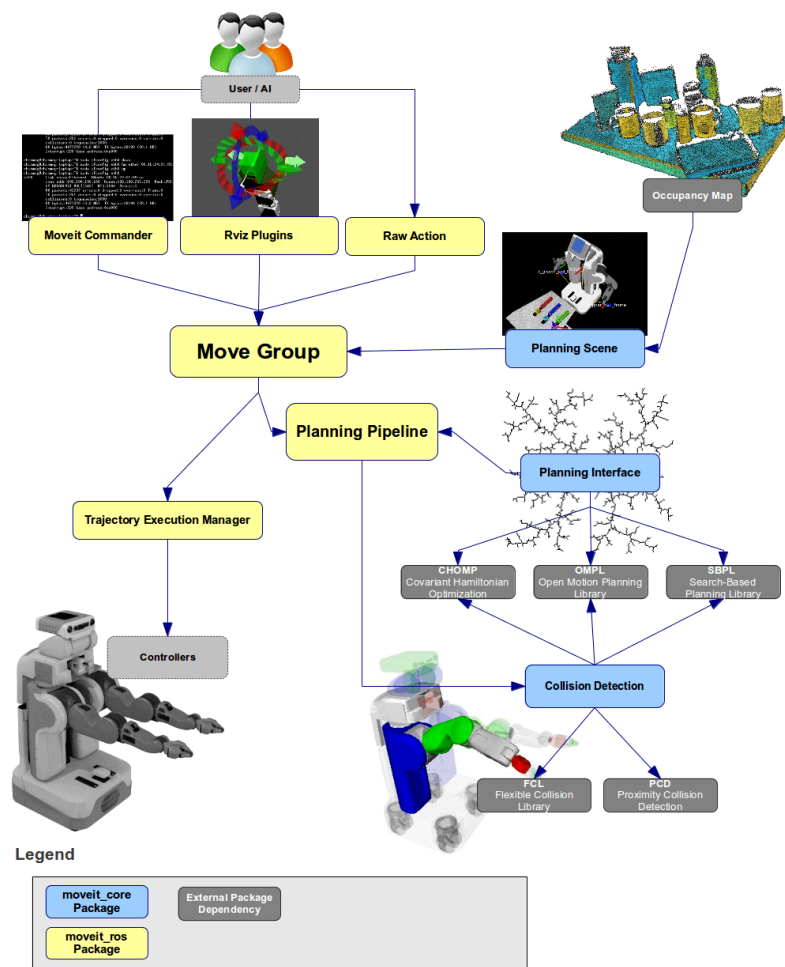 User / AI
Occupancy Map
Moveit Commander
Rviz Plugins
Raw Action
Planning Scene
Move Group
Planning Pipeline
Planning Interface
Trajectory Execution Manager
CHOMP
Covariant Hamiltonian
Optimization
OMPL
Open Motion Planning
Library
SBPL
Search-Based
Planning Library
Controllers
Collision Detection
FCL
Flexible Collision
Library
PCD
Proximity Collision
Detection
Legend
moveit_core
Package
External Package
Dependency
moveit_ros
Package